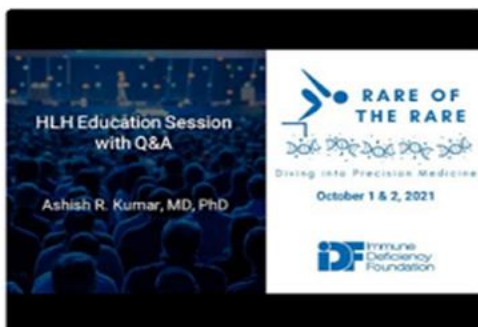 HLH Education Session
with Q&A
Ashish R. Kumar, MD, PhD
RARE OF
THE RARE
Diving into Precision Medicine
October 1 & 2, 2021
iDF Immune
Deficiency
Foundation